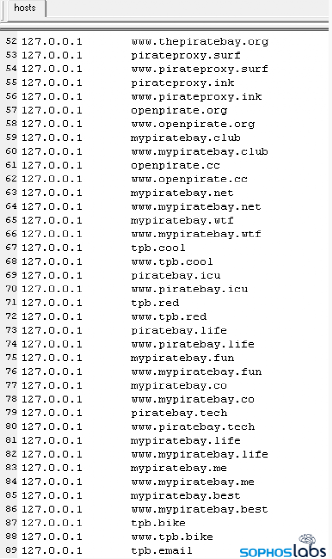 hosts
52 127.0.0.1 www.thepiratebay.org
53 127.0.0.1 pirateproxy.surf
54 127.0.0.1 www.pirateproxy.surf
55 127.0.0.1 pirateproxy.ink
56 127.0.0.1 www.pirateproxy.ink
57 127.0.0.1 openpirate.org
58 127.0.0.1 www.openpirate.org
59 127.0.0.1 mypiratebay.club
60 127.0.0.1 www.mypiratebay.club
61 127.0.0.1 openpirate.cc
62 127.0.0.1 www.openpirate.cc
63 127.0.0.1 mypiratebay.net
64 127.0.0.1 www.mypiratebay.net
65 127.0.0.1 mypiratebay.wtf
66 127.0.0.1 www.mypiratebay.wtf
67 127.0.0.1 tpb.cool
68 127.0.0.1 www.tpb.cool
69 127.0.0.1 piratebay.icu
70 127.0.0.1 www.piratebay.icu
71 127.0.0.1 tpb.red
72 127.0.0.1 www.tpb.red
73 127.0.0.1 piratebay.life
74 127.0.0.1 www.piratebay.life
75 127.0.0.1 mypiratebay.fun
76 127.0.0.1 www.mypiratebay.fun
77 127.0.0.1 mypiratebay.co
78 127.0.0.1 www.mypiratebay.co
79 127.0.0.1 piratebay.tech
80 127.0.0.1 www.piratebay.tech
81 127.0.0.1 mypiratebay.life
82 127.0.0.1 www.mypiratebay.life
83 127.0.0.1 mypiratebay.me
84 127.0.0.1 www.mypiratebay.me
85 127.0.0.1 mypiratebay.best
86 127.0.0.1 www.mypiratebay.best
87 127.0.0.1 tpb.bike
88 127.0.0.1 www.tpb.bike
89 127.0.0.1 tpb.email
SOPHOSlabs